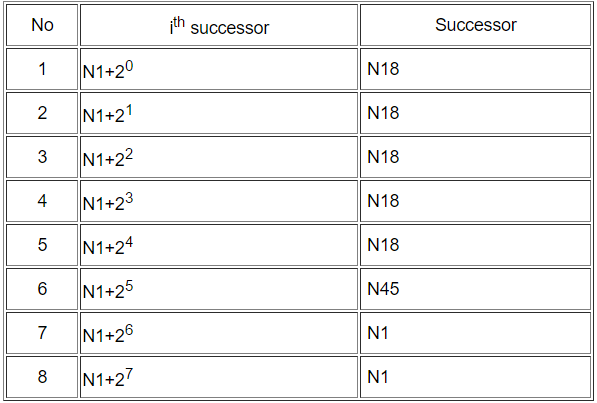 No i^th successor Successor
1 N1+2^0 N18
2 N1+2^1 N18
3 N1+2^2 N18
4 N1+2^3 N18
5 N1+2^4 N18
6 N1+2^5 N45
7 N1+2^6 N1
8 N1+2^7 N1